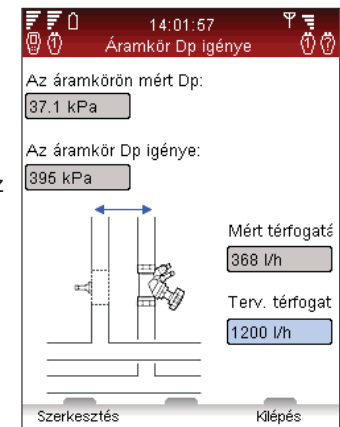 14:01:57
Áramkör Dp igénye
Az áramkörön mért Dp:
37.1 kPa
Az áramkör Dp igénye:
395 kPa
z
Mért térfogatá
368 l/h
Terv. térfogat
1200 l/h
Szerkesztés Kilépés